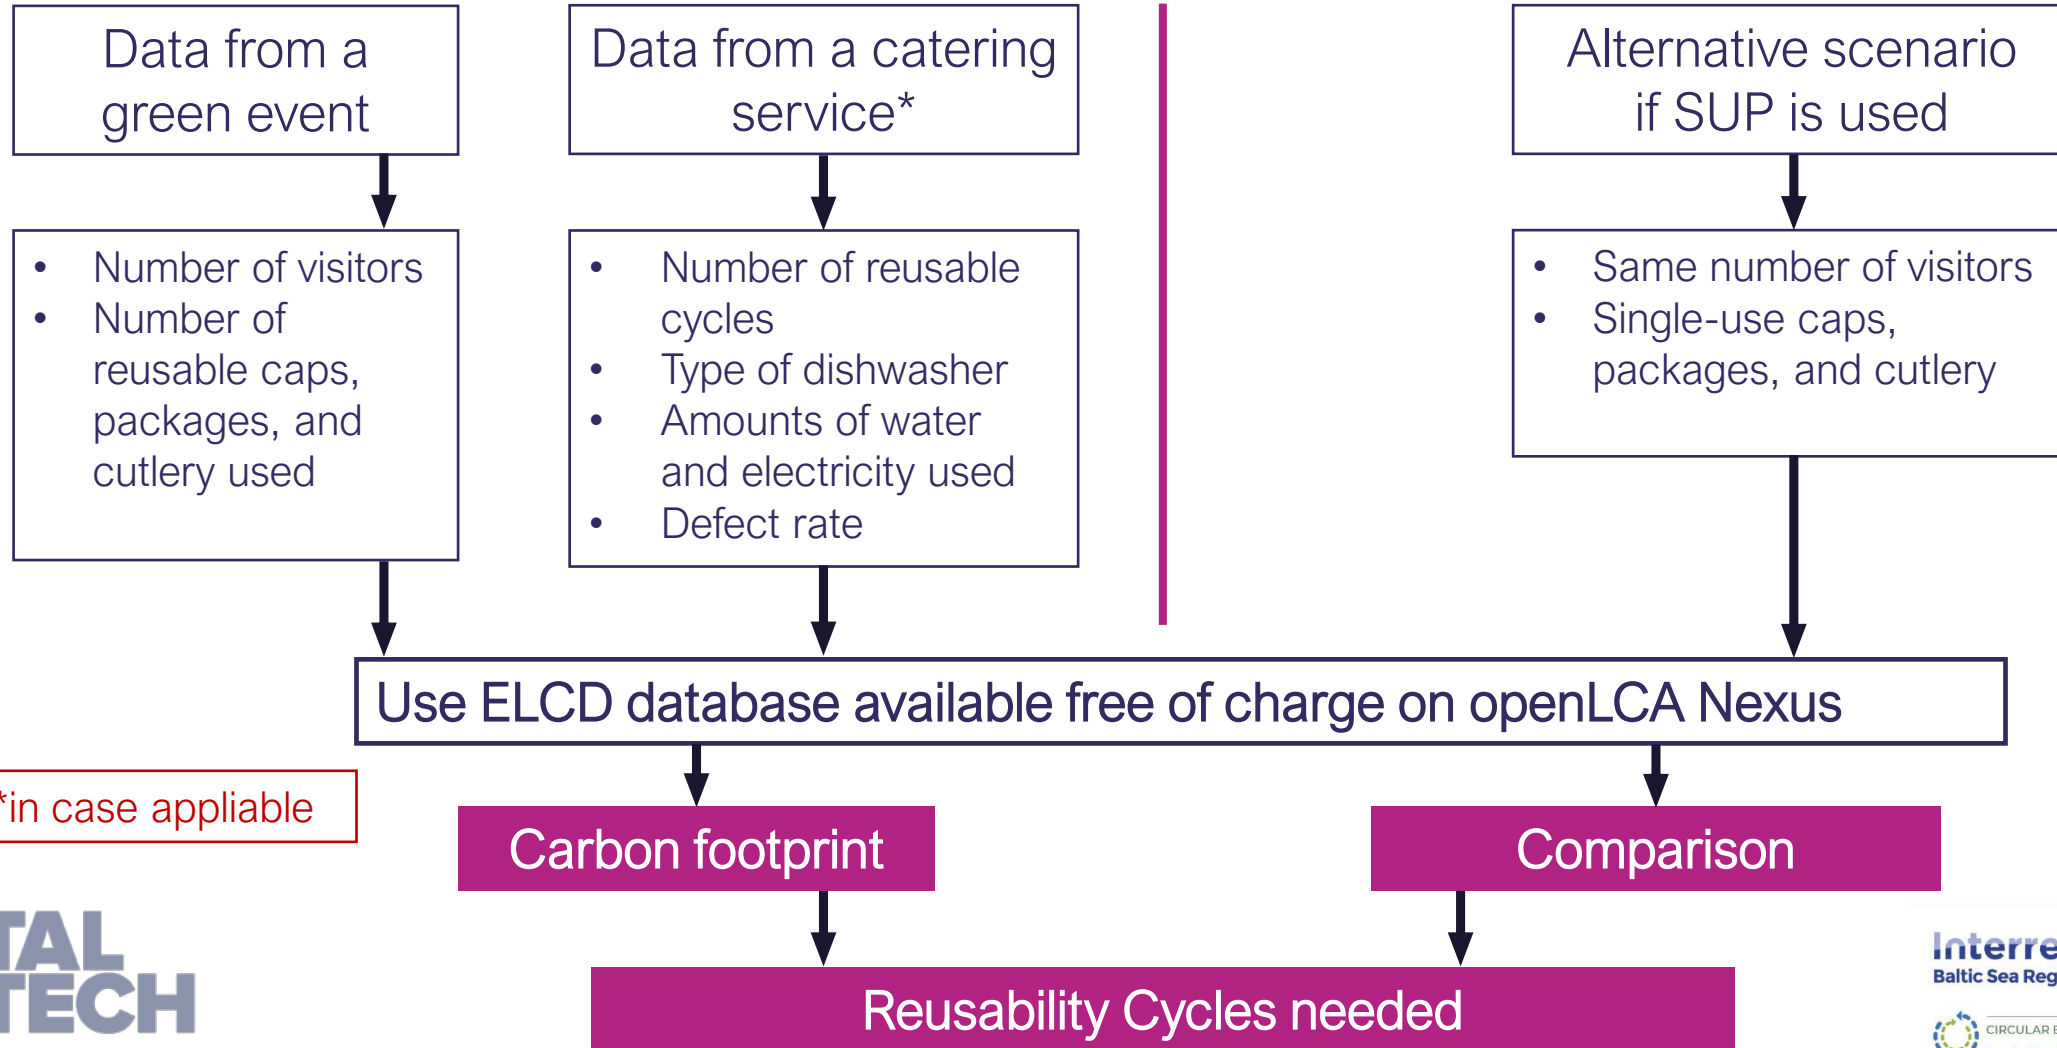 Data from a
green event
Data from a catering
service*
Alternative scenario
if SUP is used
• Number of visitors
• Number of
reusable caps,
packages, and
cutlery used
• Number of reusable
cycles
• Type of dishwasher
• Amounts of water
and electricity used
• Defect rate
• Same number of visitors
• Single-use caps,
packages, and cutlery
Use ELCD database available free of charge on openLCA Nexus
*in case appliable
Carbon footprint
Comparison
Reusability Cycles needed
TAL
TECH
Interre
Baltic Sea Reg
CIRCULAR E